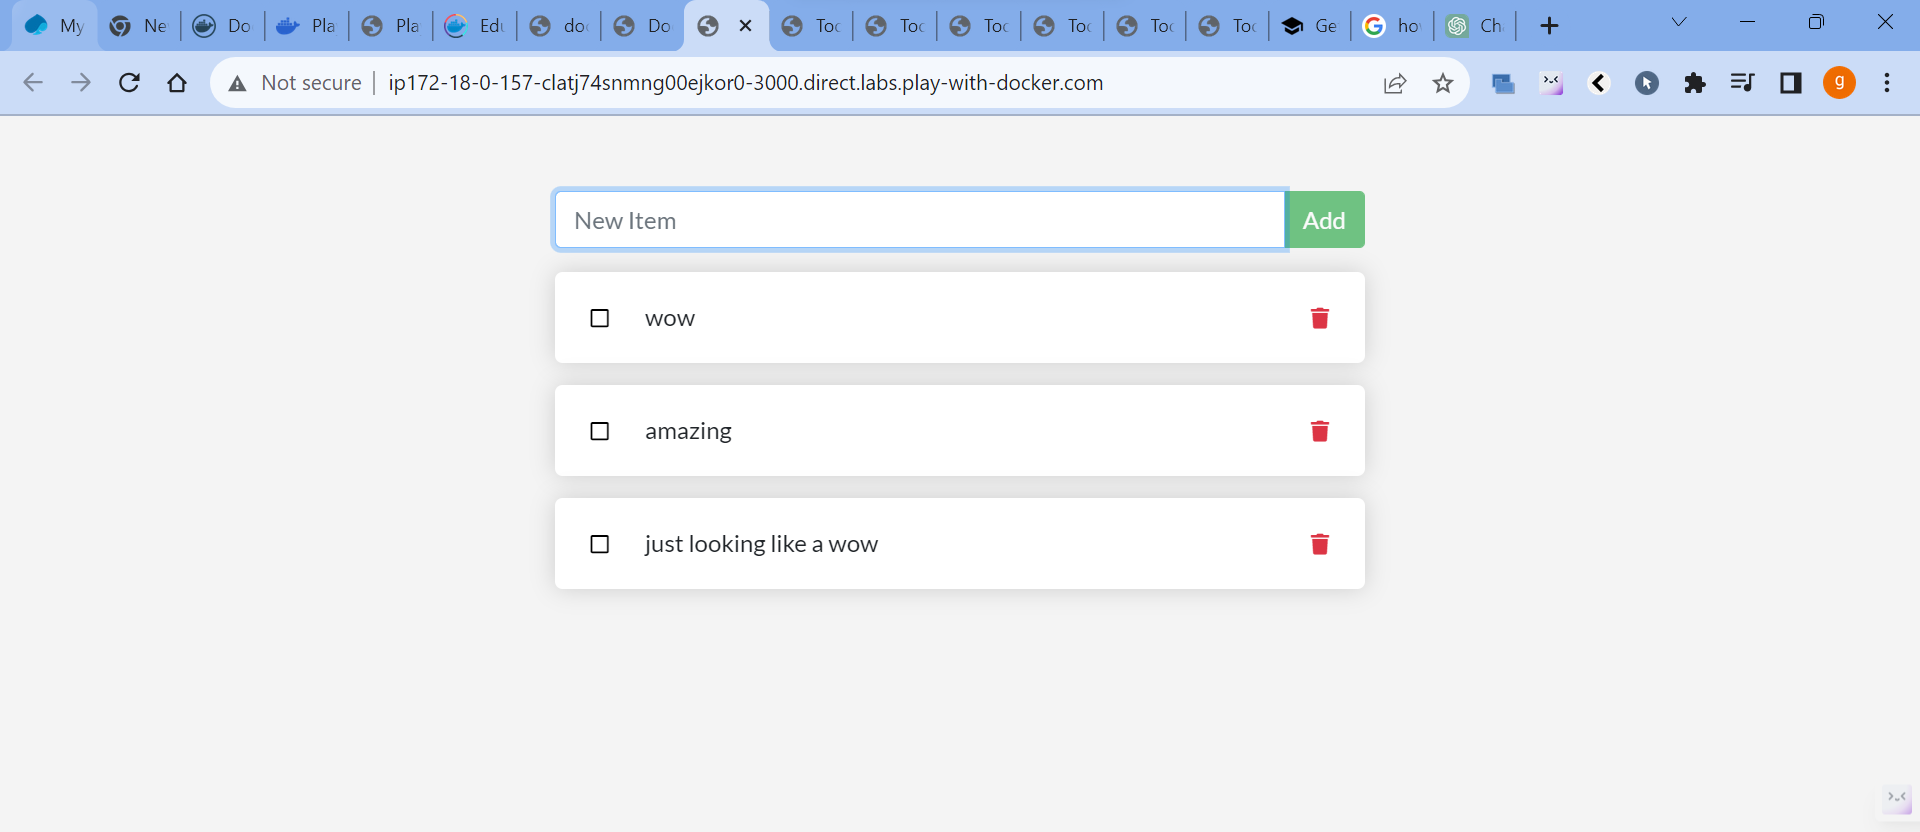 My Ne Do Pla Pla Edu do Do Toc Toc Toc Toc Toc Toc Ge ho Ch
Not secure ip172-18-0-157-clatj74snmng00ejkor0-3000.direct.labs.play-with-docker.com g
New Item Add
wow
amazing
just looking like a wow